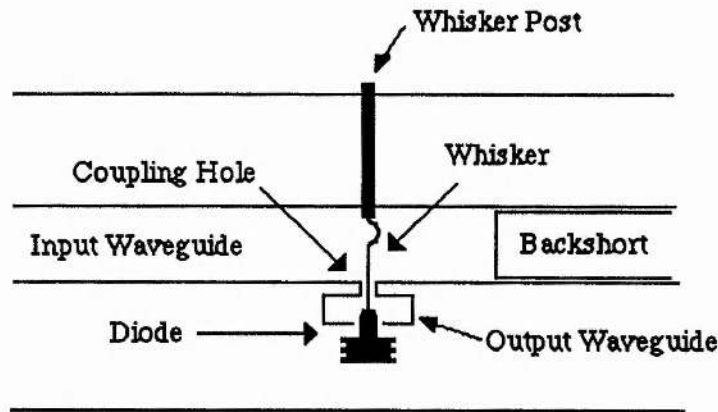 Whisker Post
Whisker
Coupling Hole
Input Waveguide
Backshort
Diode
Output Waveguide